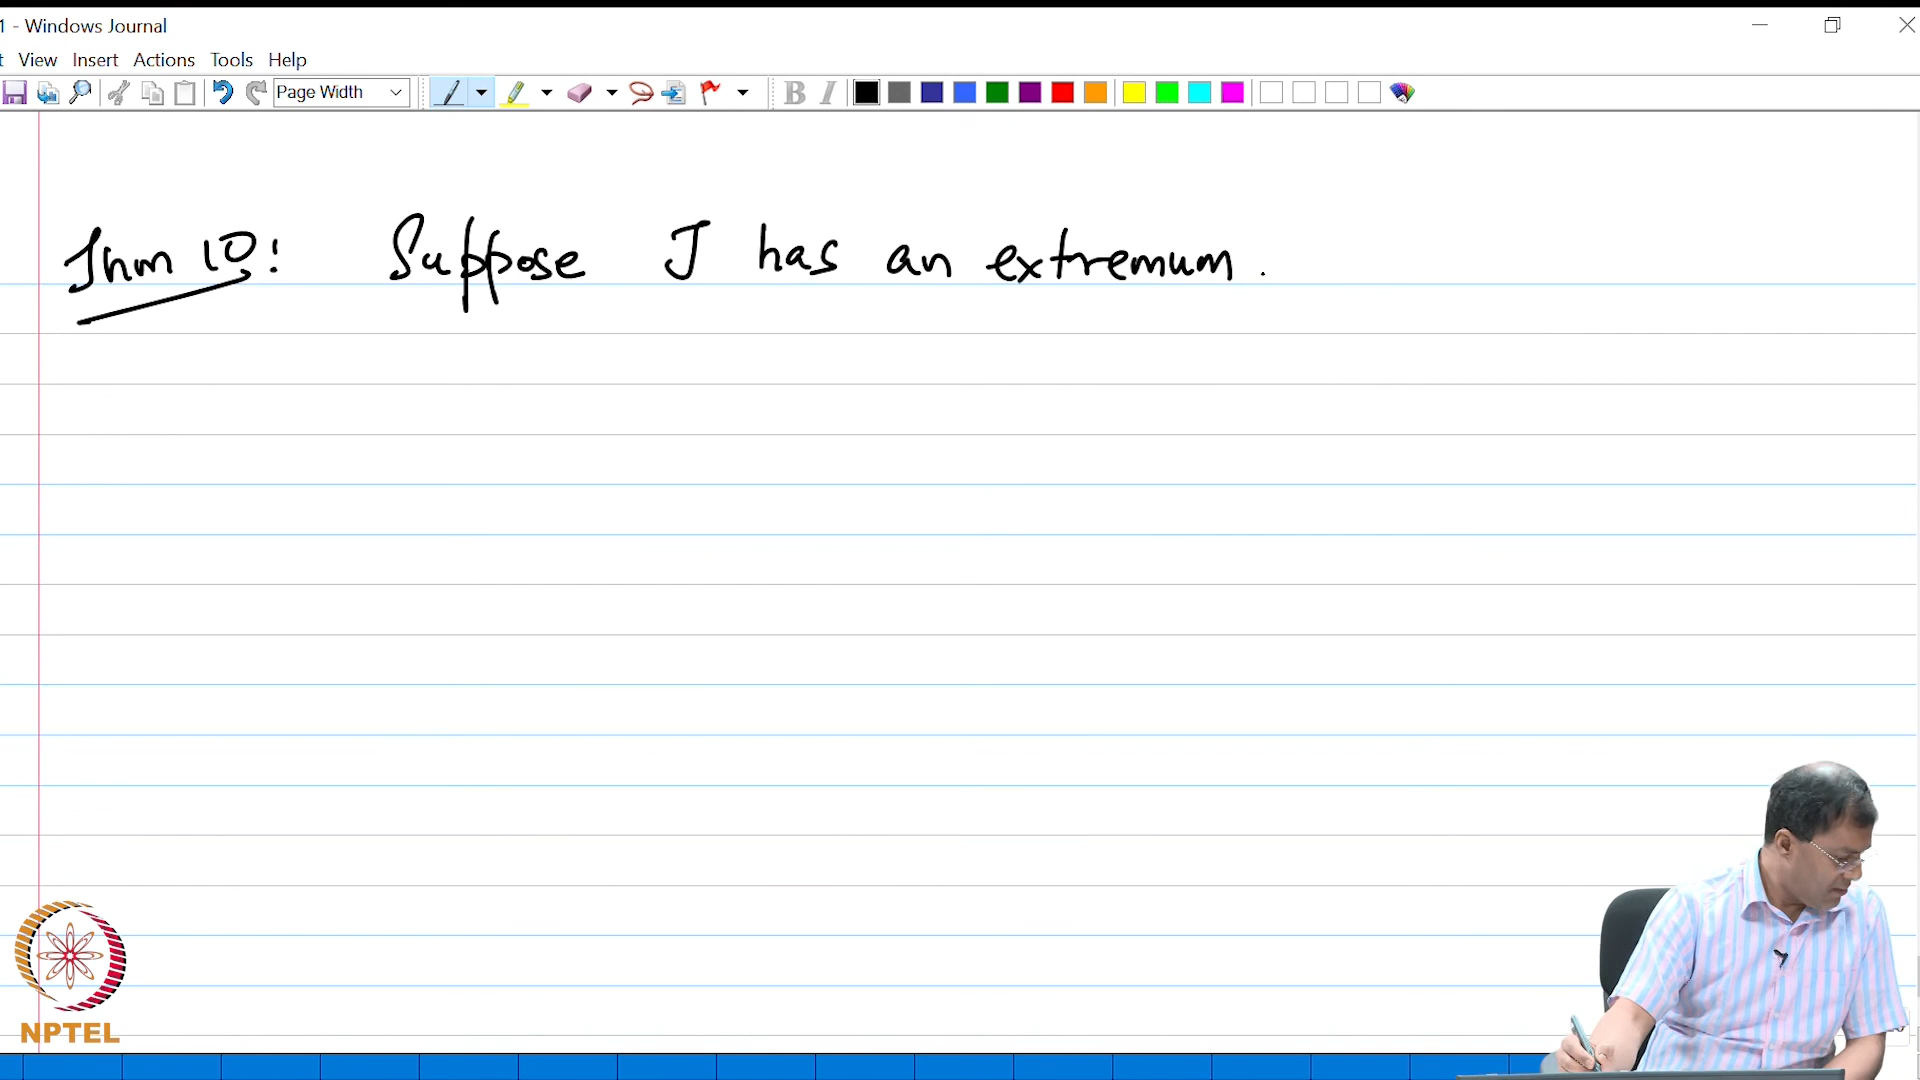 1 - Windows Journal
t View Insert Actions Tools Help
Page Width B I
Thm 10: Suppose J has an extremum.
NPTEL